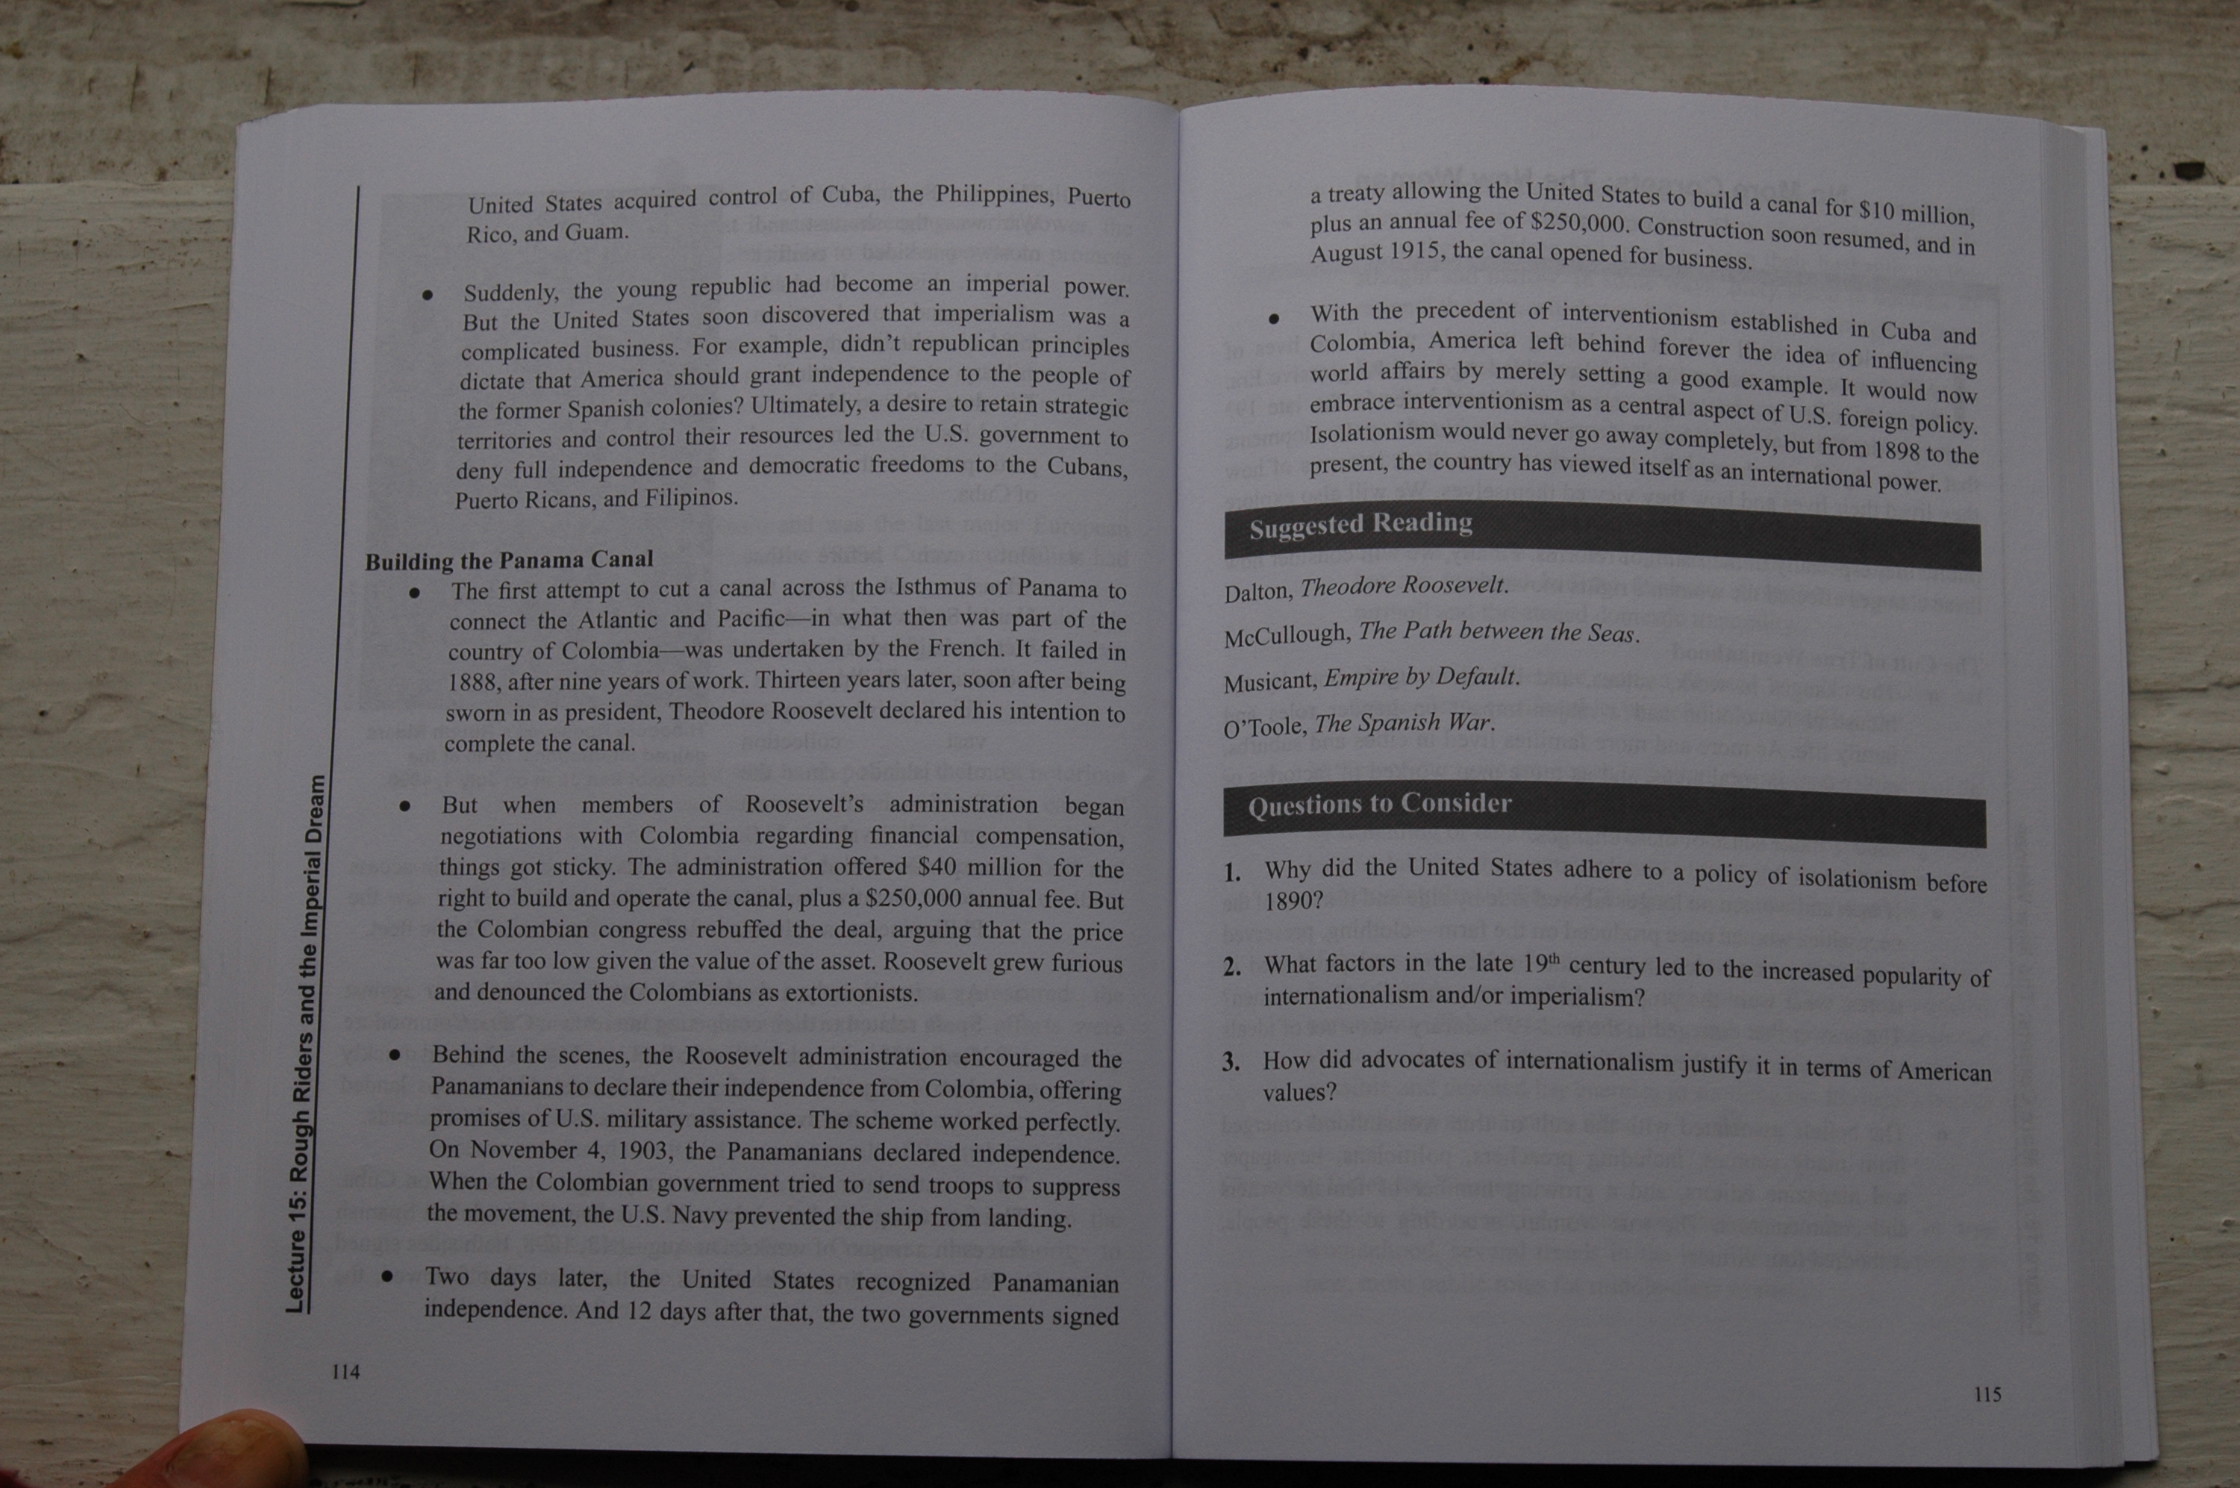 United States acquired control of Cuba, the Philippines, Puerto
Rico, and Guam.
• Suddenly, the young republic had become an imperial power.
But the United States soon discovered that imperialism was a
complicated business. For example, didn't republican principles
dictate that America should grant independence to the people of
the former Spanish colonies? Ultimately, a desire to retain strategic
territories and control their resources led the U.S. government to
deny full independence and democratic freedoms to the Cubans,
Puerto Ricans, and Filipinos.
Building the Panama Canal
• The first attempt to cut a canal across the Isthmus of Panama to
connect the Atlantic and Pacific—in what then was part of the
country of Colombia—was undertaken by the French. It failed in
1888, after nine years of work. Thirteen years later, soon after being
sworn in as president, Theodore Roosevelt declared his intention to
complete the canal.
• But when members of Roosevelt's administration began
negotiations with Colombia regarding financial compensation,
things got sticky. The administration offered $40 million for the
right to build and operate the canal, plus a $250,000 annual fee. But
the Colombian congress rebuffed the deal, arguing that the price
was far too low given the value of the asset. Roosevelt grew furious
and denounced the Colombians as extortionists.
• Behind the scenes, the Roosevelt administration encouraged the
Panamanians to declare their independence from Colombia, offering
promises of U.S. military assistance. The scheme worked perfectly.
On November 4, 1903, the Panamanians declared independence.
When the Colombian government tried to send troops to suppress
the movement, the U.S. Navy prevented the ship from landing.
• Two days later, the United States recognized Panamanian
independence. And 12 days after that, the two governments signed
Lecture 15: Rough Riders and the Imperial Dream
114
a treaty allowing the United States to build a canal for $10 million,
plus an annual fee of $250,000. Construction soon resumed, and in
August 1915, the canal opened for business.
• With the precedent of interventionism established in Cuba and
Colombia, America left behind forever the idea of influencing
world affairs by merely setting a good example. It would now
embrace interventionism as a central aspect of U.S. foreign policy.
Isolationism would never go away completely, but from 1898 to the
present, the country has viewed itself as an international power.
Suggested Reading
Dalton, Theodore Roosevelt.
McCullough, The Path between the Seas.
Musicant, Empire by Default.
O'Toole, The Spanish War.
Questions to Consider
1. Why did the United States adhere to a policy of isolationism before
1890?
2. What factors in the late 19th century led to the increased popularity of
internationalism and/or imperialism?
3. How did advocates of internationalism justify it in terms of American
values?
115